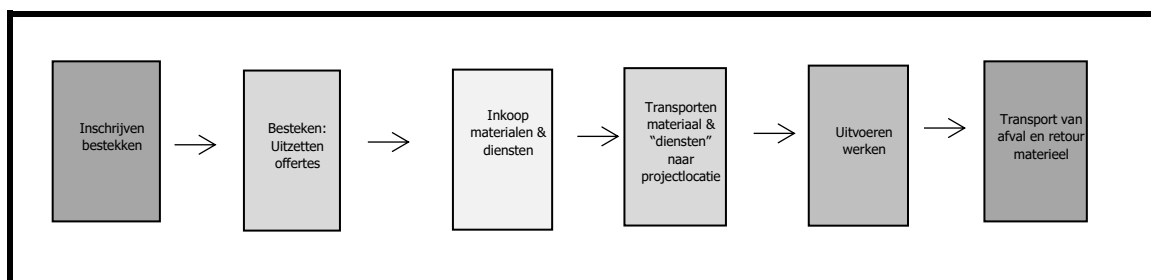 Inschrijven
bestekken
Besteken:
Uitzetten
offertes
Inkoop
materialen &
diensten
Transporten
materiaal &
“diensten”
naar
projectlocatie
Uitvoeren
werken
Transport van
afval en retour
materieel